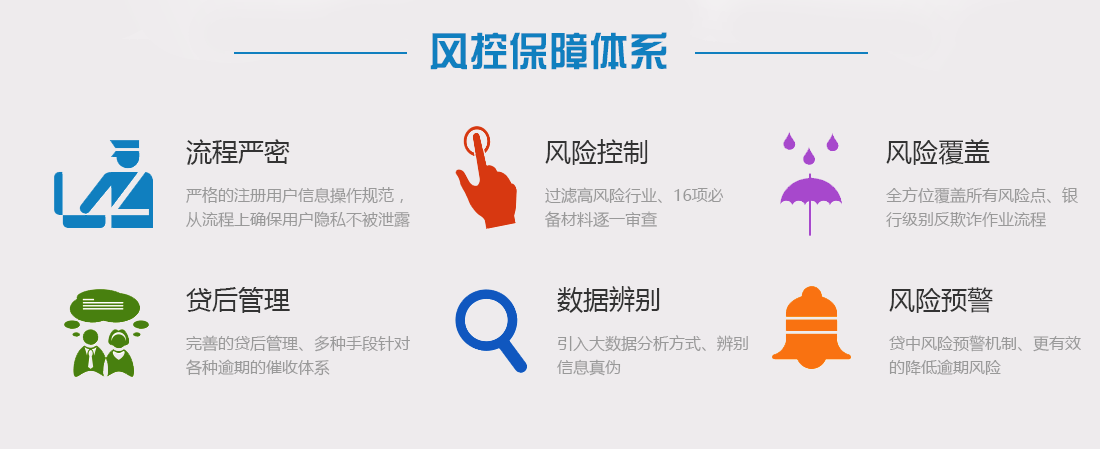 风控保障体系
流程严密
严格的注册用户信息操作规范，
从流程上确保用户隐私不被泄露
风险控制
过滤高风险行业、16项必
备材料逐一审查
风险覆盖
全方位覆盖所有风险点、银
行级别反欺诈作业流程
贷后管理
完善的贷后管理、多种手段针对
各种逾期的催收体系
数据辨别
引入大数据分析方式、辨别
信息真伪
风险预警
贷中风险预警机制、更有效
的降低逾期风险